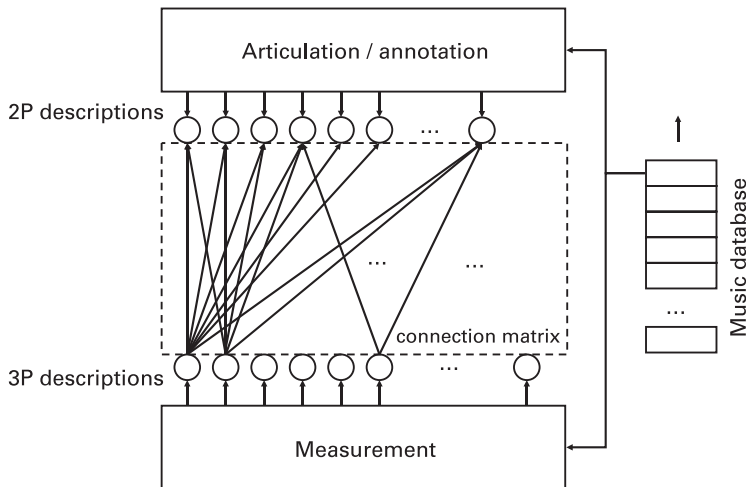 Articulation / annotation
2P descriptions
...
... ...
connection matrix
3P descriptions
...
Measurement
Music database
...